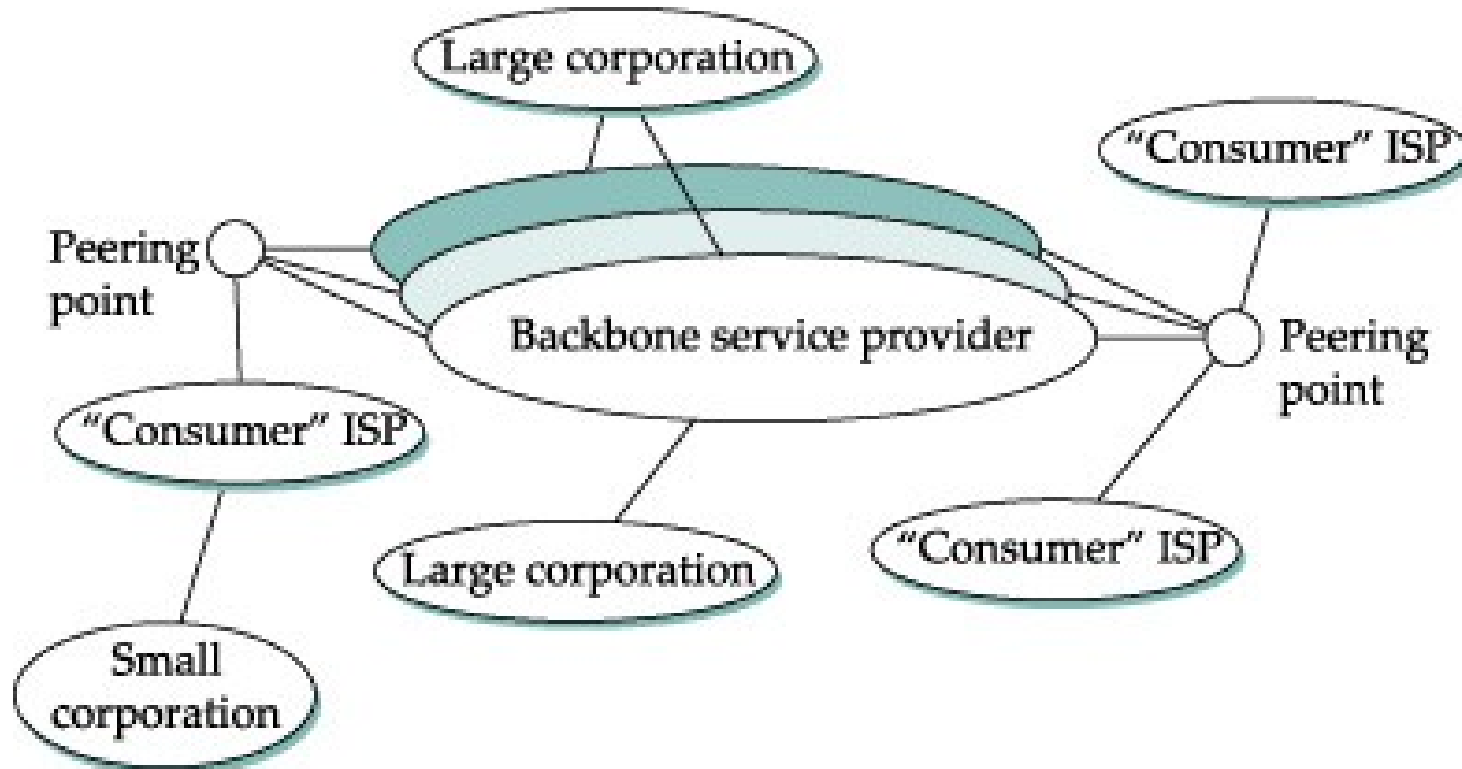 Large corporation
“Consumer” ISP
Peering
point
Backbone service provider
Peering
point
“Consumer” ISP
Large corporation
“Consumer” ISP
Small
corporation